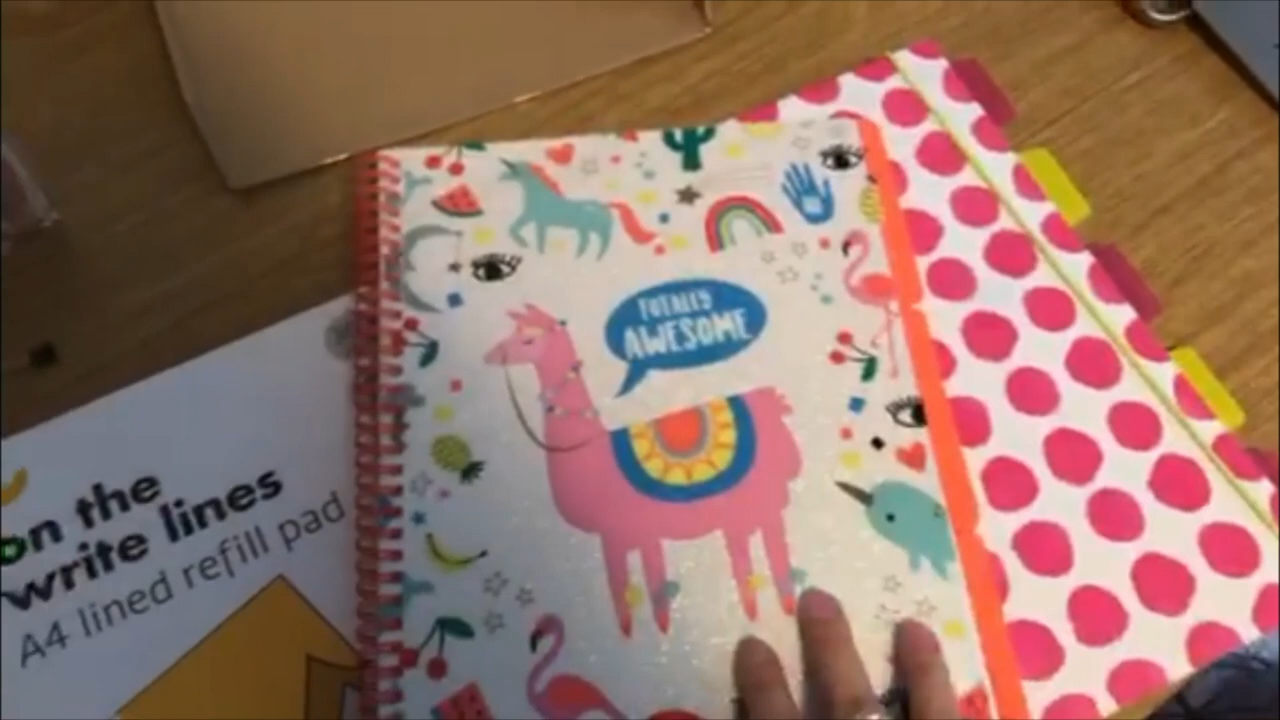 TOTALLY
AWESOME
on the
write lines
A4 lined refill pad